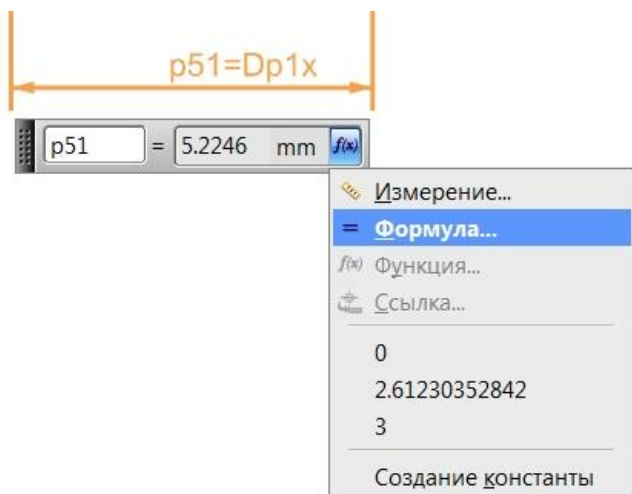 p51=Dp1x
p51 = 5.2246 mm f(x)
Измерение...
= Формула...
f(x) Функция...
Ссылка...
0
2.61230352842
3
Создание константы